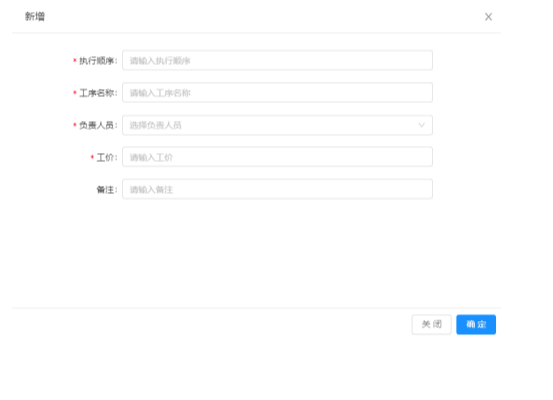 新增
X
* 执行顺序: 请输入执行顺序
* 工序名称: 请输入工序名称
* 负责人员: 选择负责人员
* 工价: 请输入工价
备注: 请输入备注
关闭 确定